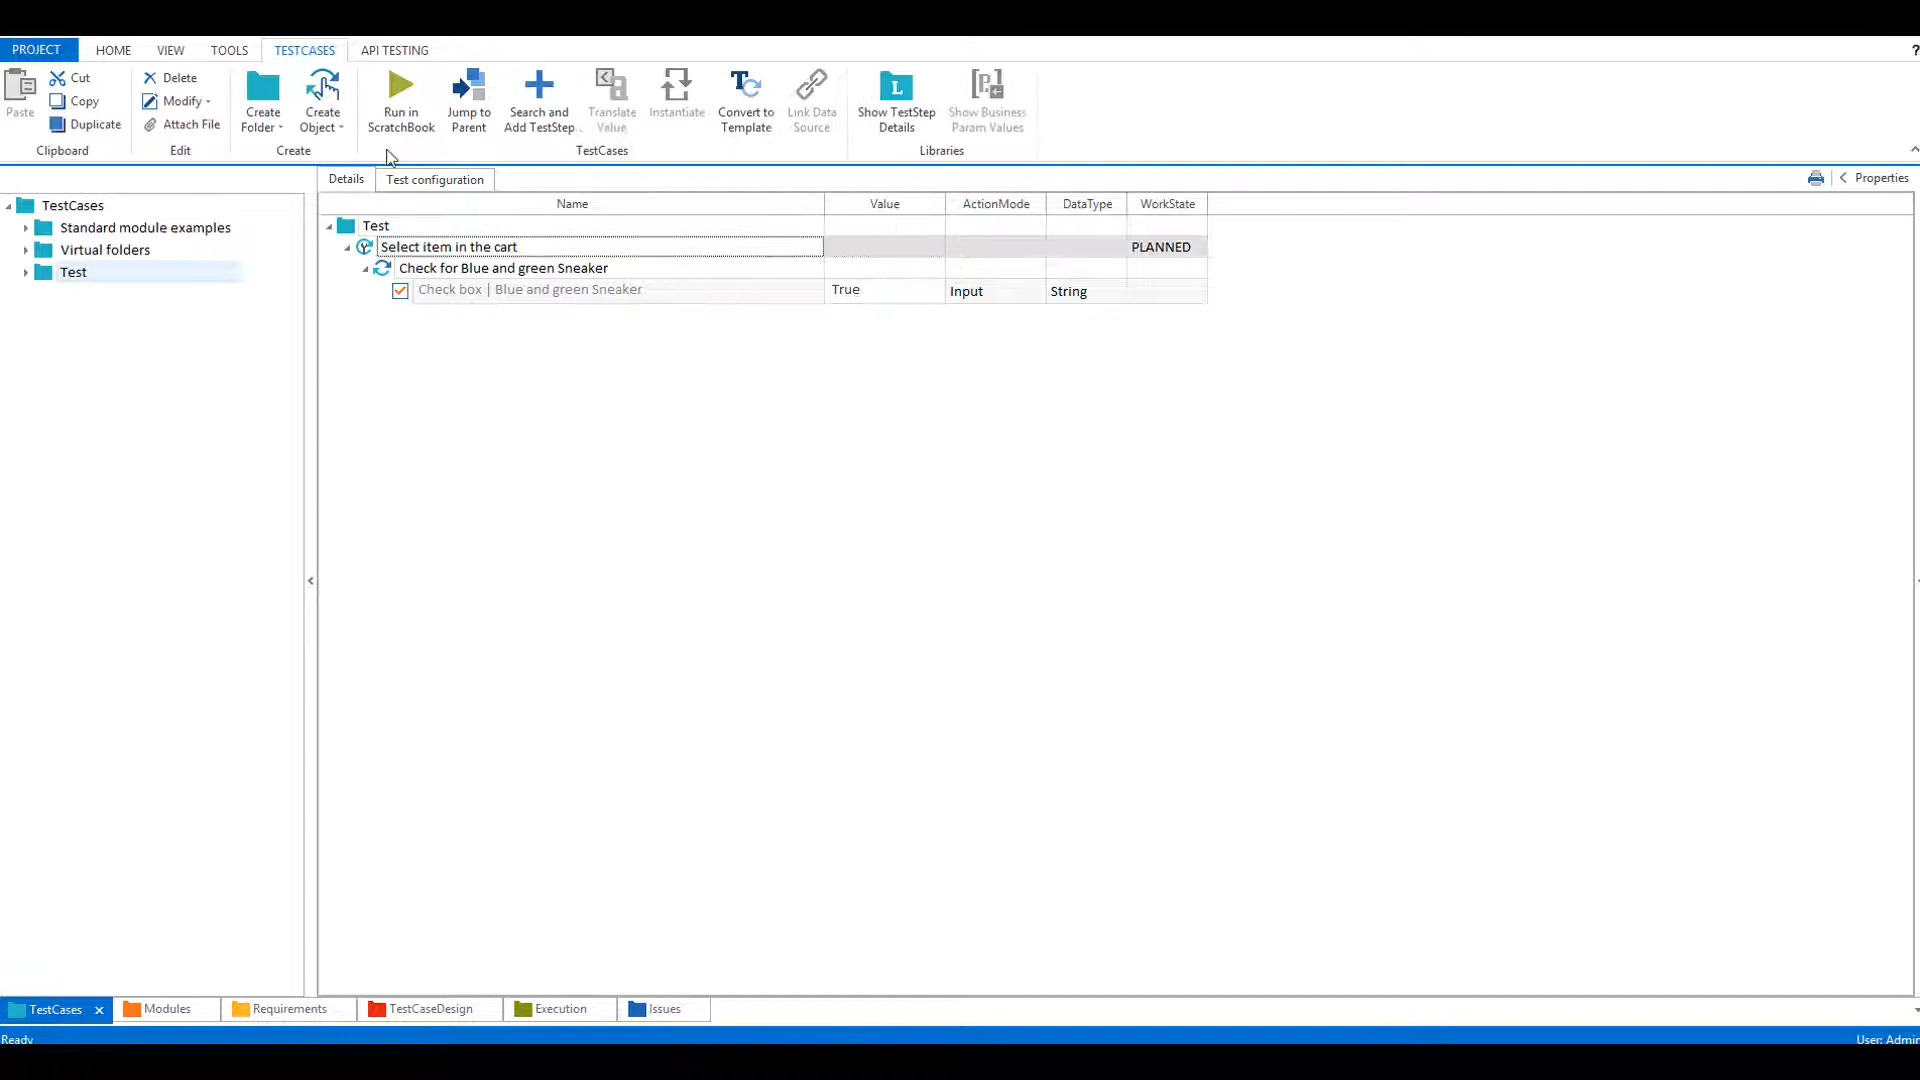 PROJECT HOME VIEW TOOLS TESTCASES API TESTING ?
Paste Cut Copy Duplicate
Clipboard
Delete Modify Attach File
Edit
Create Folder Create Object
Create
Run in ScratchBook Jump to Parent Search and Add TestStep.. Translate Value Instantiate Convert to Template Link Data Source
TestCases
Show TestStep Details Show Business Param Values
Libraries
Details Test configuration < Properties
TestCases
Standard module examples
Virtual folders
Test
Name Value ActionMode DataType WorkState
Test
Select item in the cart PLANNED
Check for Blue and green Sneaker
Check box | Blue and green Sneaker True Input String
TestCases × Modules Requirements TestCaseDesign Execution Issues
Ready User: Admin